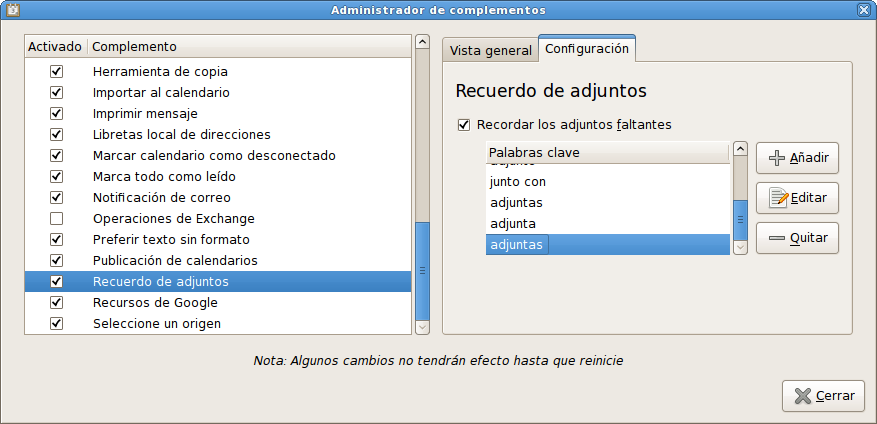 Administrador de complementos
Activado Complemento
Herramienta de copia
Importar al calendario
Imprimir mensaje
Libretas local de direcciones
Marcar calendario como desconectado
Marca todo como leído
Notificación de correo
Operaciones de Exchange
Preferir texto sin formato
Publicación de calendarios
Recuerdo de adjuntos
Recursos de Google
Seleccione un origen
Vista general Configuración
Recuerdo de adjuntos
Recordar los adjuntos faltantes
Palabras clave
junto con
adjuntas
adjunta
adjuntas
Añadir
Editar
Quitar
Nota: Algunos cambios no tendrán efecto hasta que reinicie
Cerrar